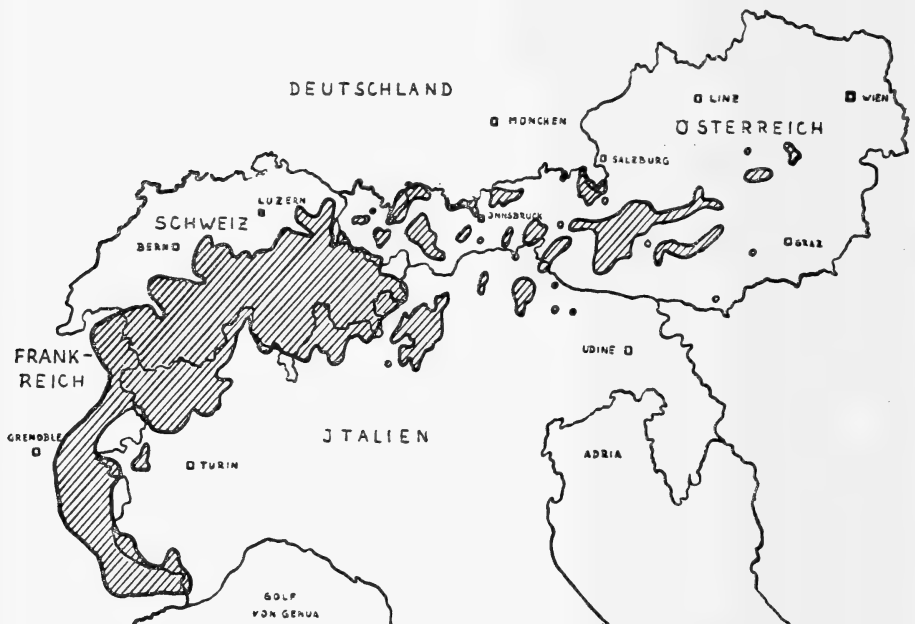 DEUTSCHLAND
LINZ
WIEN
MÜNCHEN
ÖSTERREICH
SALZBURG
LUZERN
JNNSBRUCK
SCHWEIZ
BERN
GRAZ
UDINE
FRANK-
REICH
GRENOBLE
JTALIEN
TURIN
ADRIA
GOLF
VON GENUA